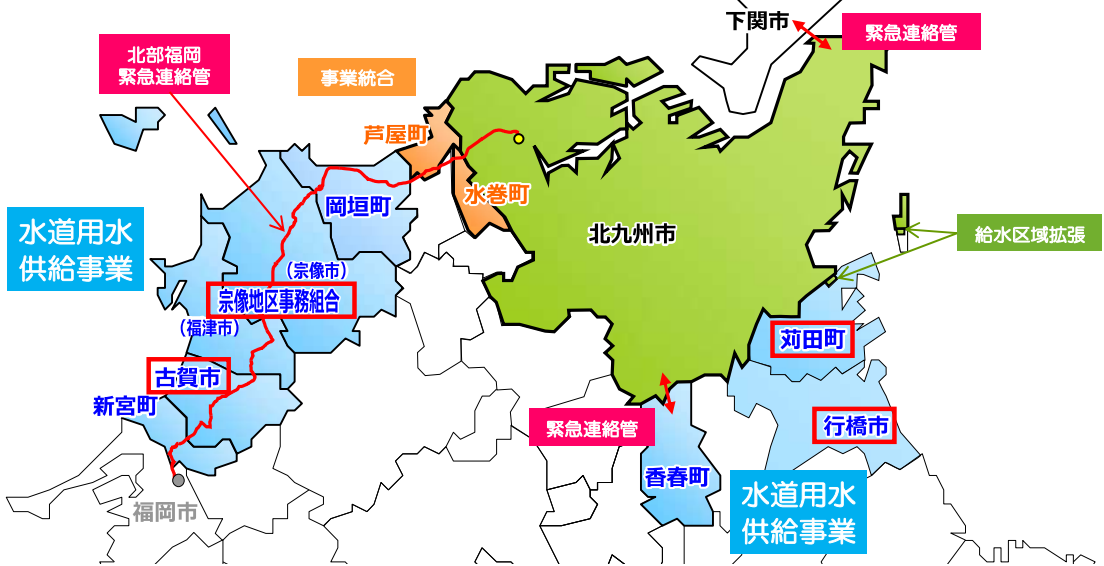 下関市
緊急連絡管
北部福岡
緊急連絡管
事業統合
芦屋町
水巻町
岡垣町
水道用水
供給事業
北九州市
給水区域拡張
（宗像市）
宗像地区事務組合
（福津市）
苅田町
古賀市
新宮町
緊急連絡管
行橋市
香春町
水道用水
供給事業
福岡市